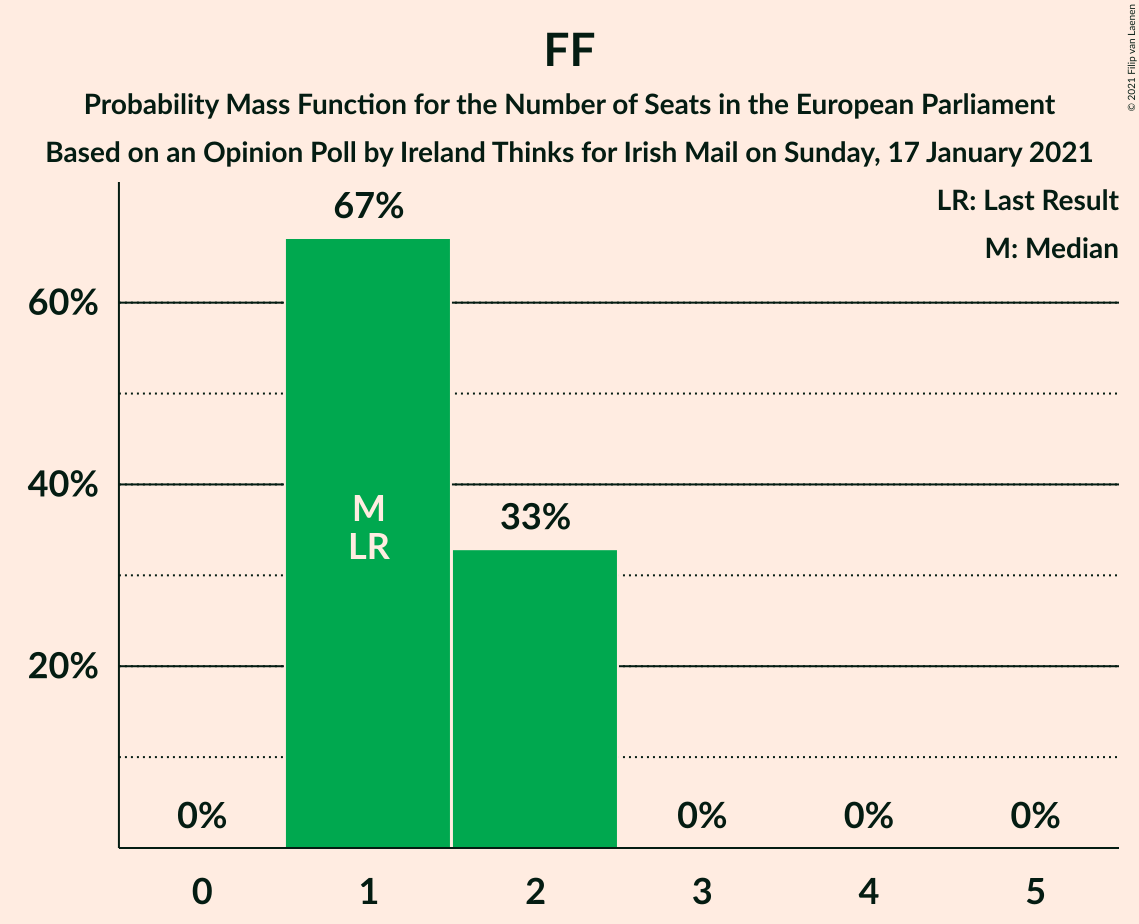 FF
Probability Mass Function for the Number of Seats in the European Parliament
Based on an Opinion Poll by Ireland Thinks for Irish Mail on Sunday, 17 January 2021
© 2021 Filip van Laenen
LR: Last Result
M: Median
67%
60%
40%
M
LR
33%
20%
0%
0%
0%
0%
0
1
2
3
4
5